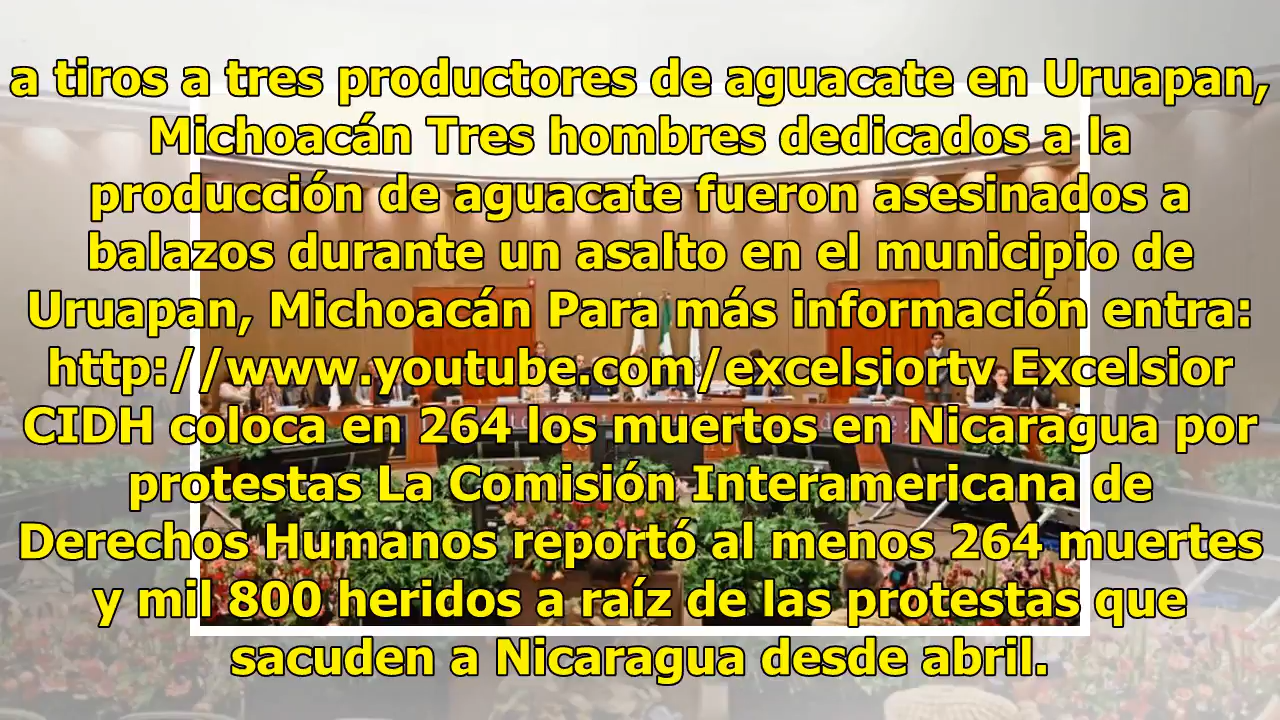 a tiros a tres productores de aguacate en Uruapan,
Michoacán Tres hombres dedicados a la
producción de aguacate fueron asesinados a
balazos durante un asalto en el municipio de
Uruapan, Michoacán Para más información entra:
http://www.youtube.com/excelsiortv Excelsior
CIDH coloca en 264 los muertos en Nicaragua por
protestas La Comisión Interamericana de
Derechos Humanos reportó al menos 264 muertes
y mil 800 heridos a raíz de las protestas que
sacuden a Nicaragua desde abril.